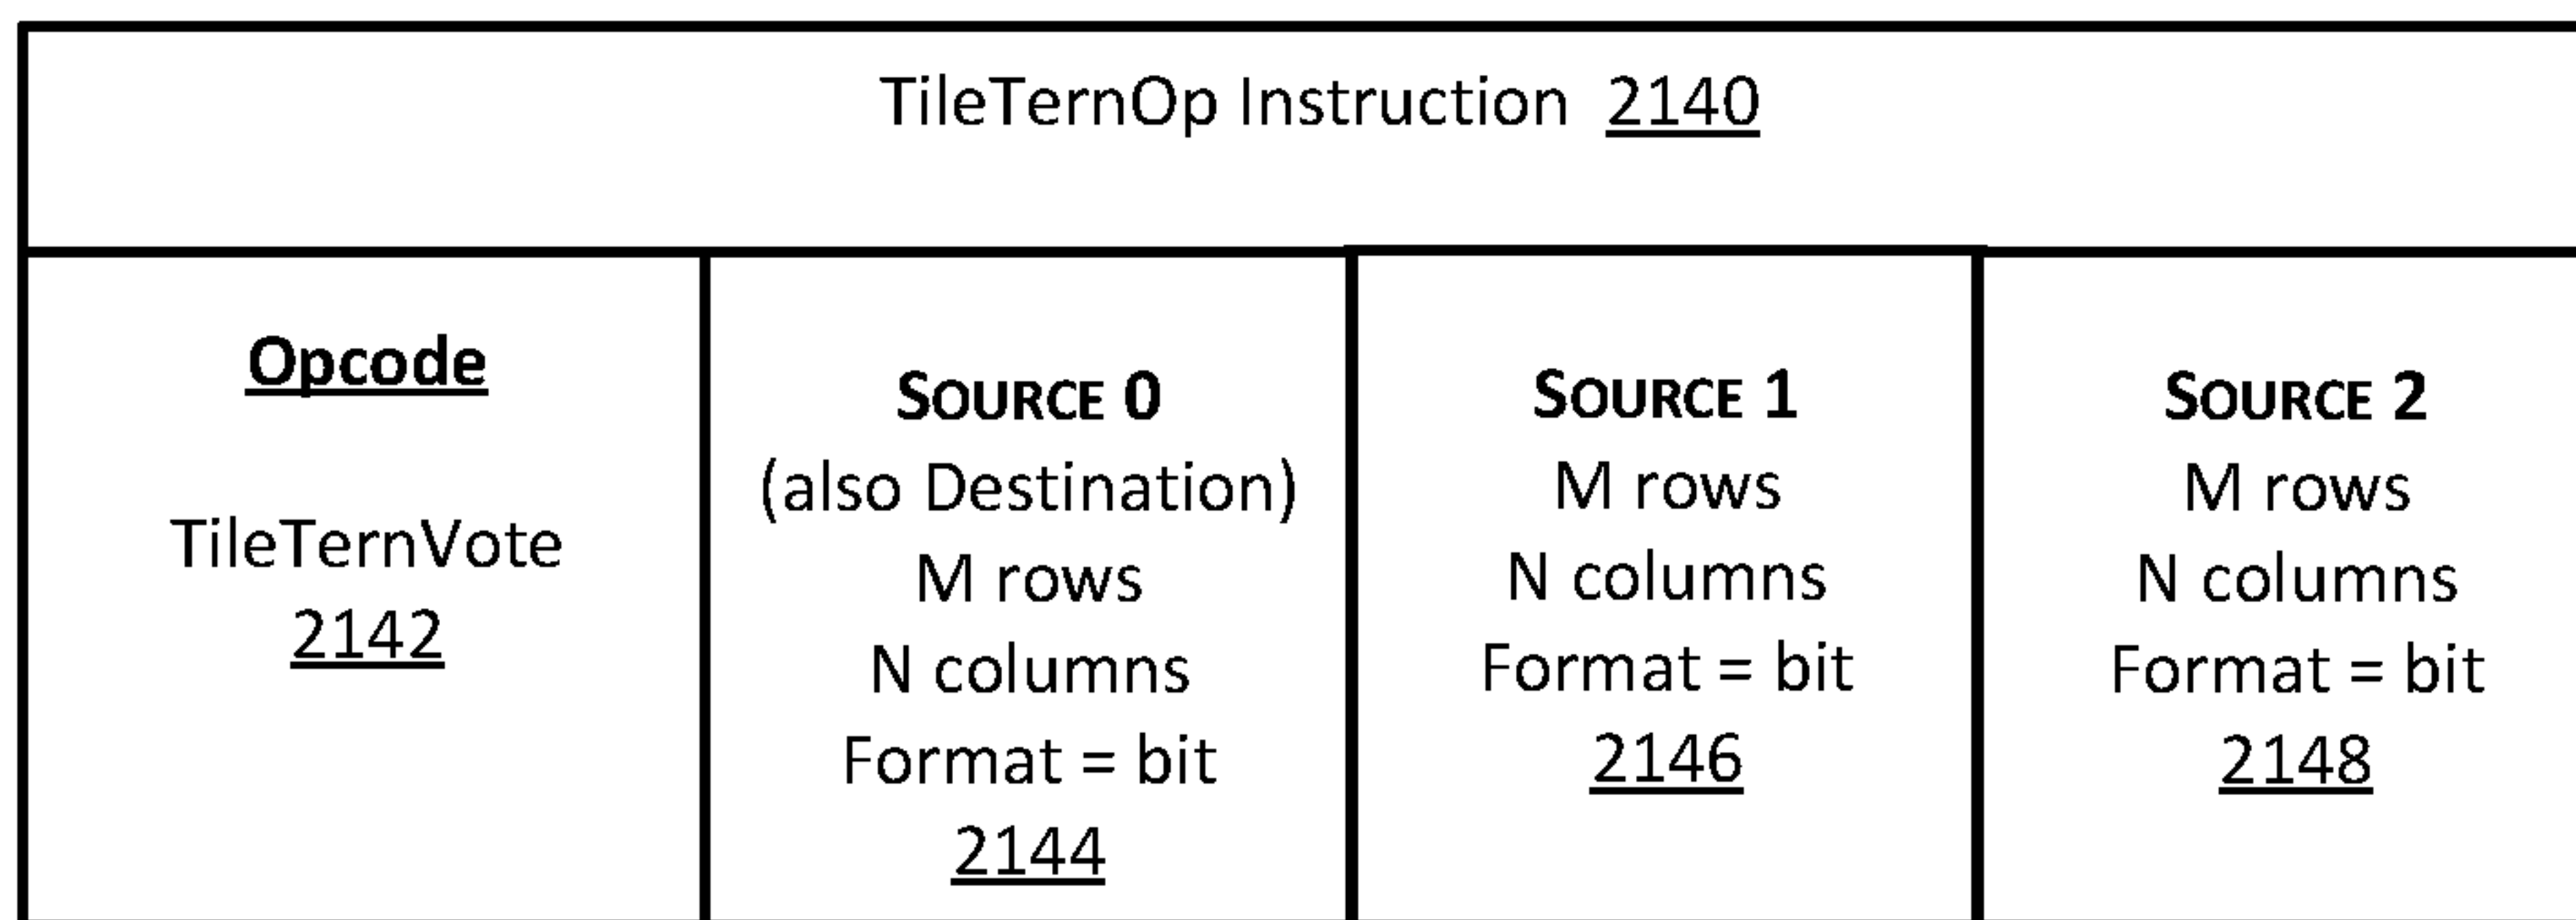 TileTernOp Instruction 2140
Opcode
TileTernVote
2142
SOURCE 0
(also Destination)
M rows
N columns
Format = bit
2144
SOURCE 1
M rows
N columns
Format = bit
2146
SOURCE 2
M rows
N columns
Format = bit
2148